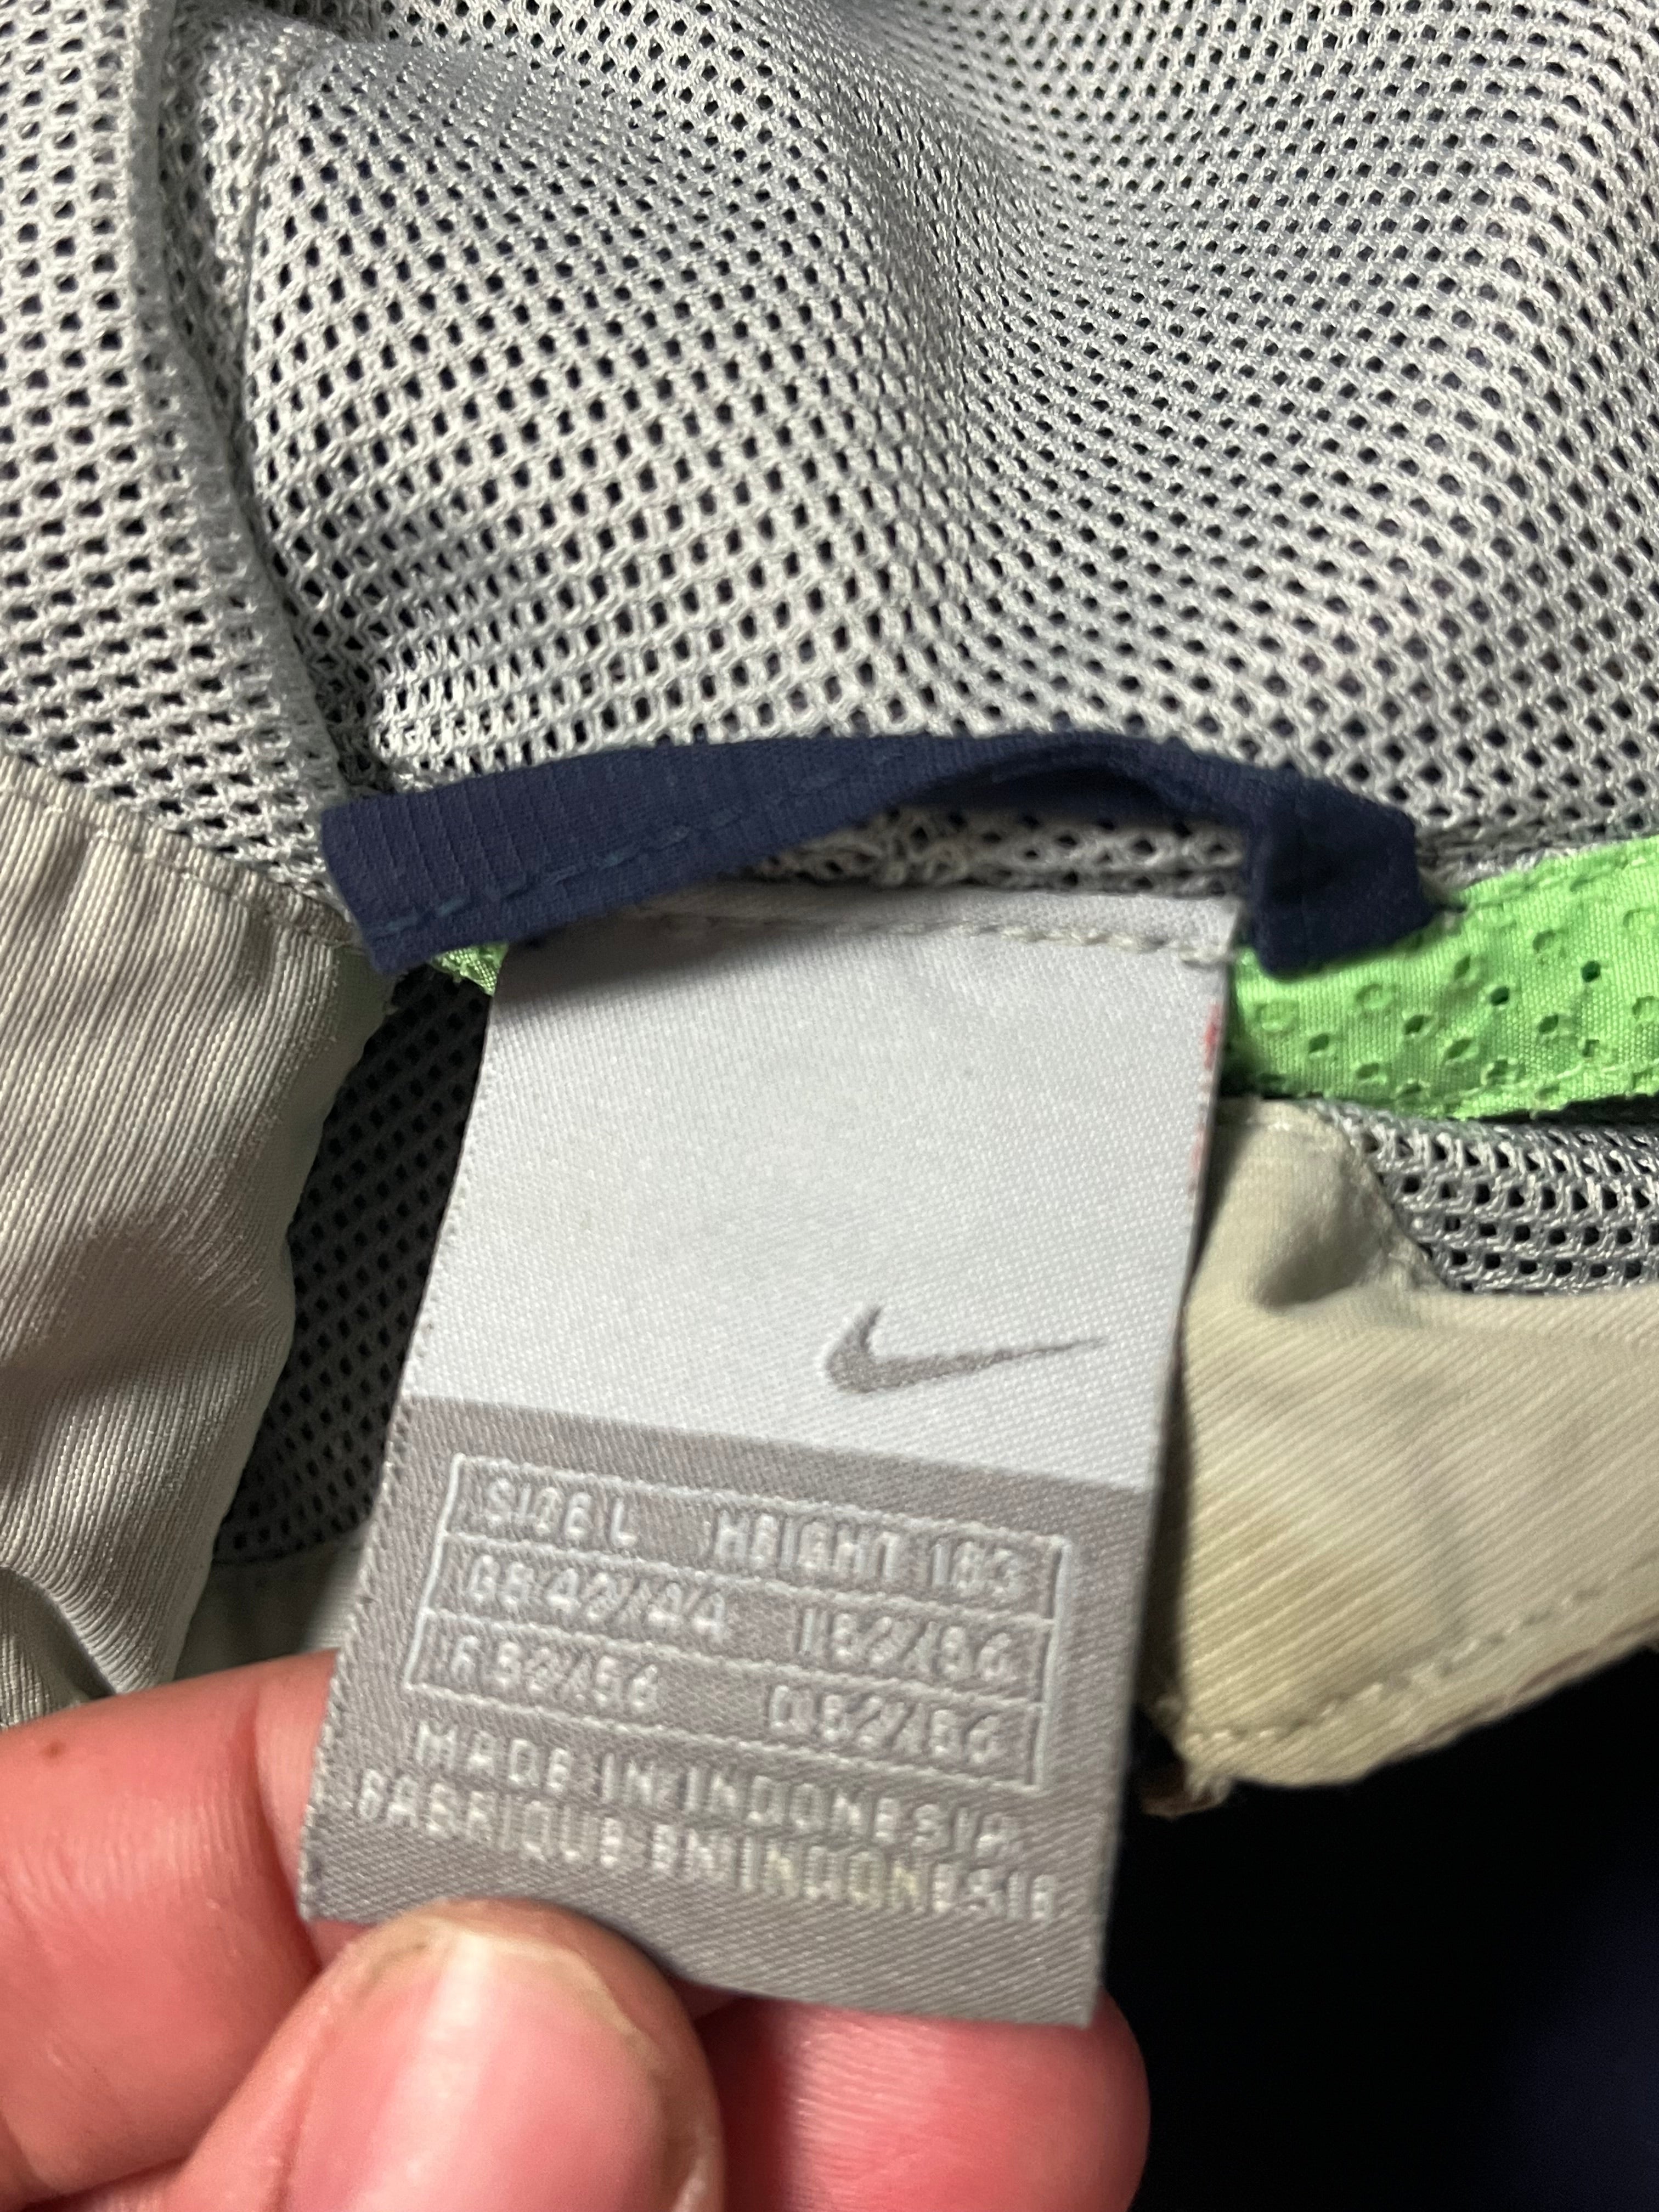 SIZE L HEIGHT 183
GB 42/44 I 52/56
F 52/56 D 52/56
MADE IN/INDONESIA
FABRIQUE EN INDONESIE